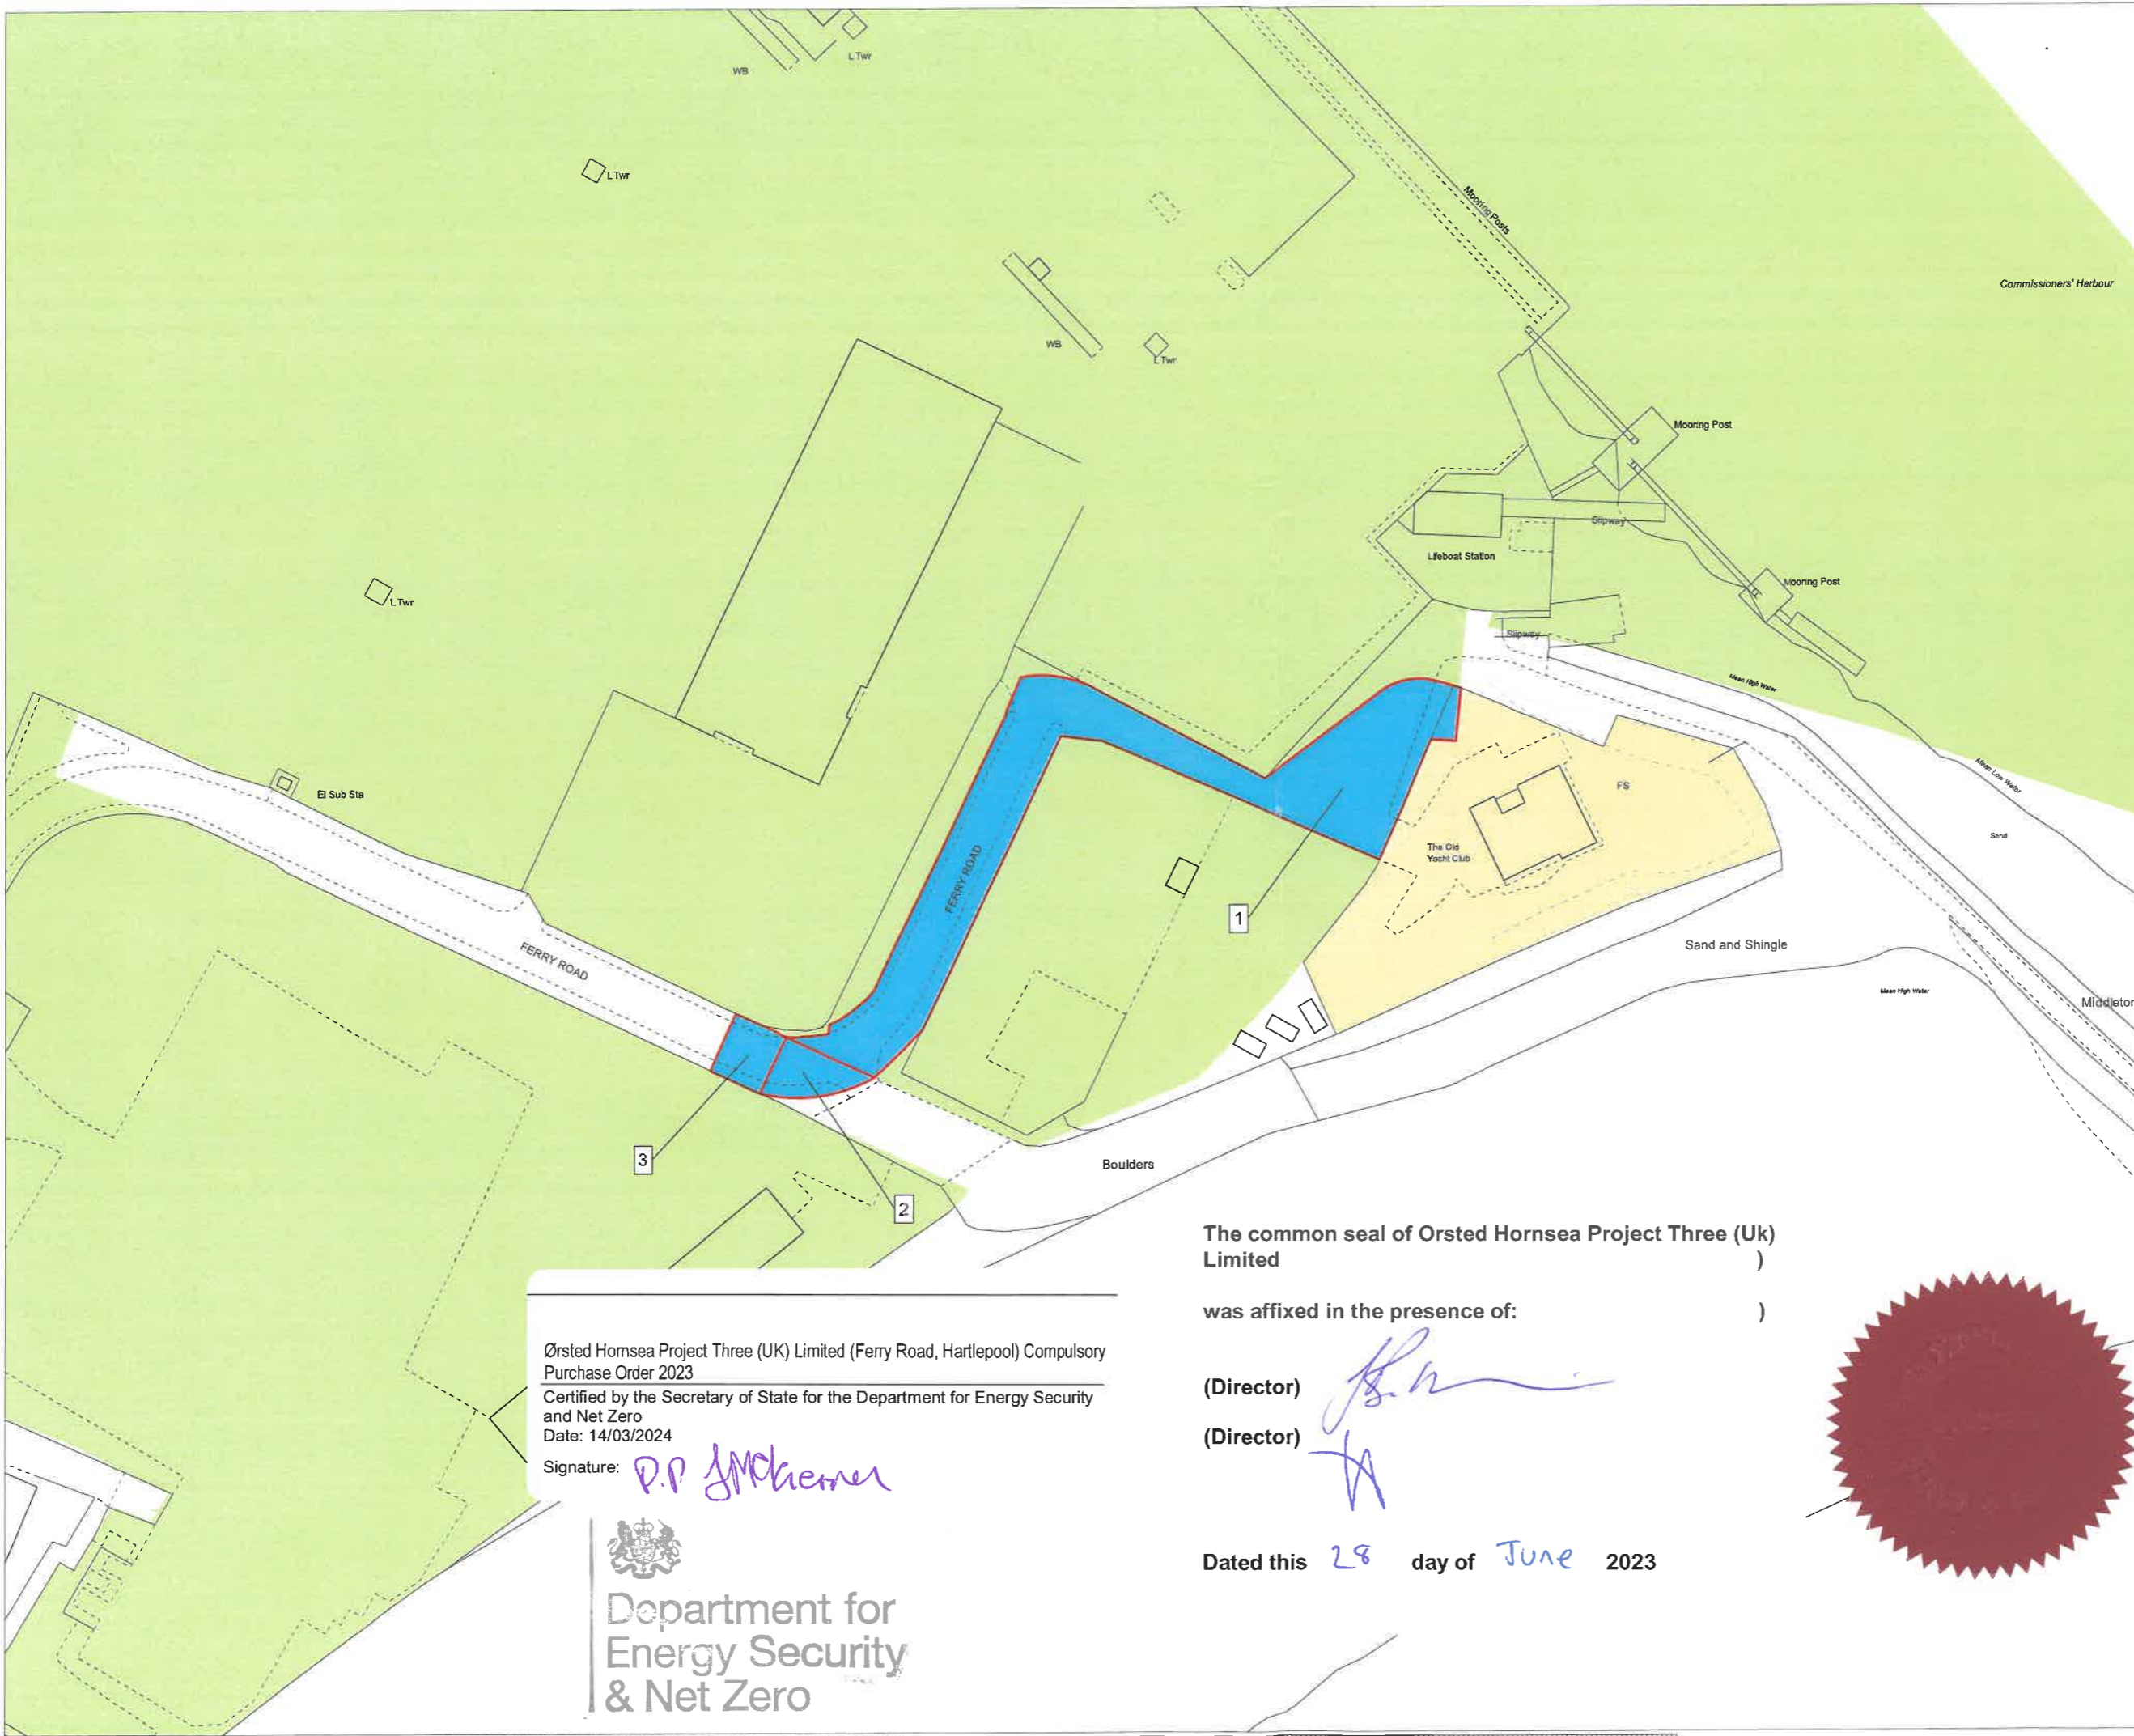 WB
L Twr
L Twr
Mooring Posts
Commissioners' Harbour
WB
L Twr
Mooring Post
Slipway
Lifeboat Station
Mooring Post
L Twr
Slipway
Mean High Water
Mean Low Water
El Sub Sta
FS
Sand
The Old
Yacht Club
FERRY ROAD
1
FERRY ROAD
Sand and Shingle
Mean High Water
Middleton
3
Boulders
2
The common seal of Orsted Hornsea Project Three (Uk)
Limited )
was affixed in the presence of: )
(Director)
(Director)
Dated this 28 day of June 2023
Ørsted Hornsea Project Three (UK) Limited (Ferry Road, Hartlepool) Compulsory
Purchase Order 2023
Certified by the Secretary of State for the Department for Energy Security
and Net Zero
Date: 14/03/2024
Signature: P.P
Department for
Energy Security
& Net Zero